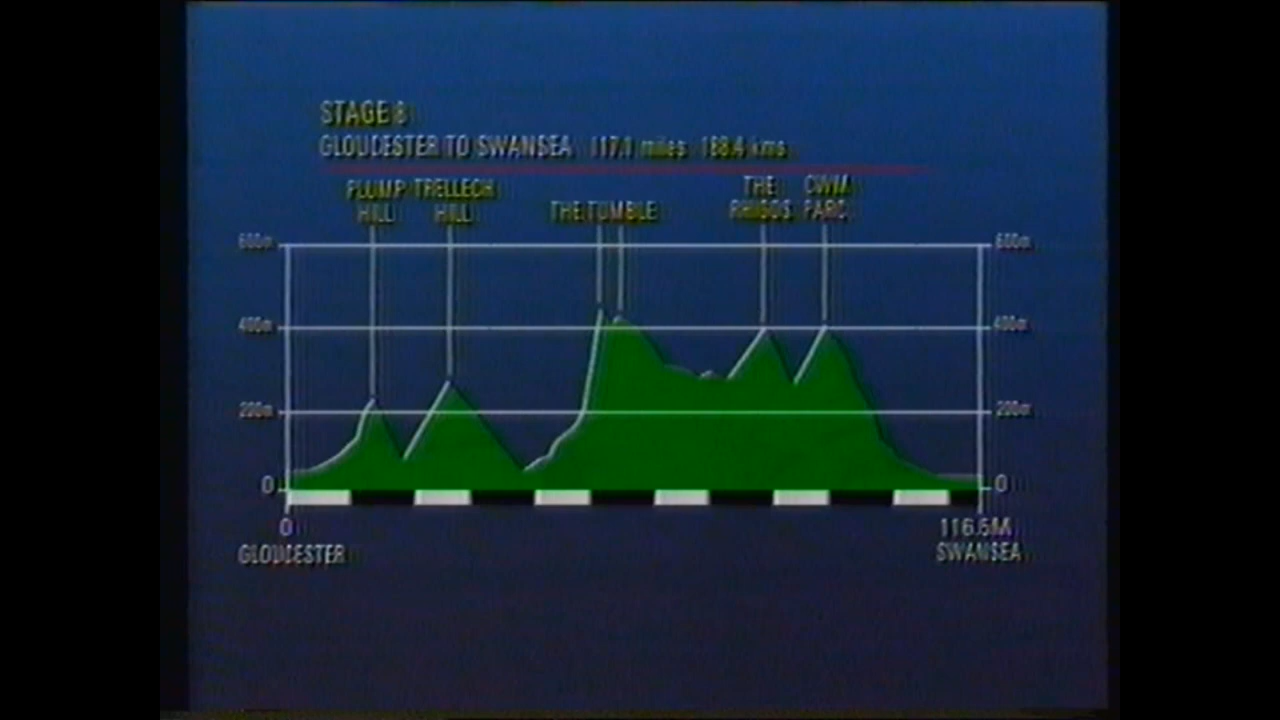 STAGE 8
GLOUCESTER TO SWANSEA 117.1 miles 188.4 kms
PLUMP HILL
TRELLECH HILL
THE TUMBLE
THE RHIGOS
CWM PARC
600m 600m
400m 400m
200m 200m
0 0
0 116.5M
GLOUCESTER SWANSEA